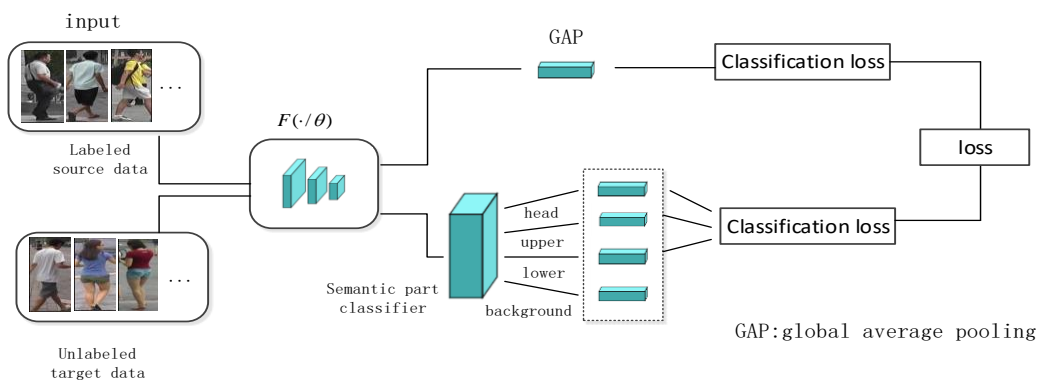 input
GAP
Classification loss
...
F(·/θ)
Labeled
source data
loss
head
upper
lower
background
Classification loss
...
Semantic part
classifier
GAP:global average pooling
Unlabeled
target data